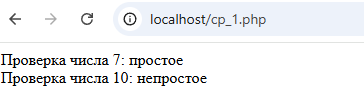 localhost/cp_1.php
Проверка числа 7: простое
Проверка числа 10: непростое